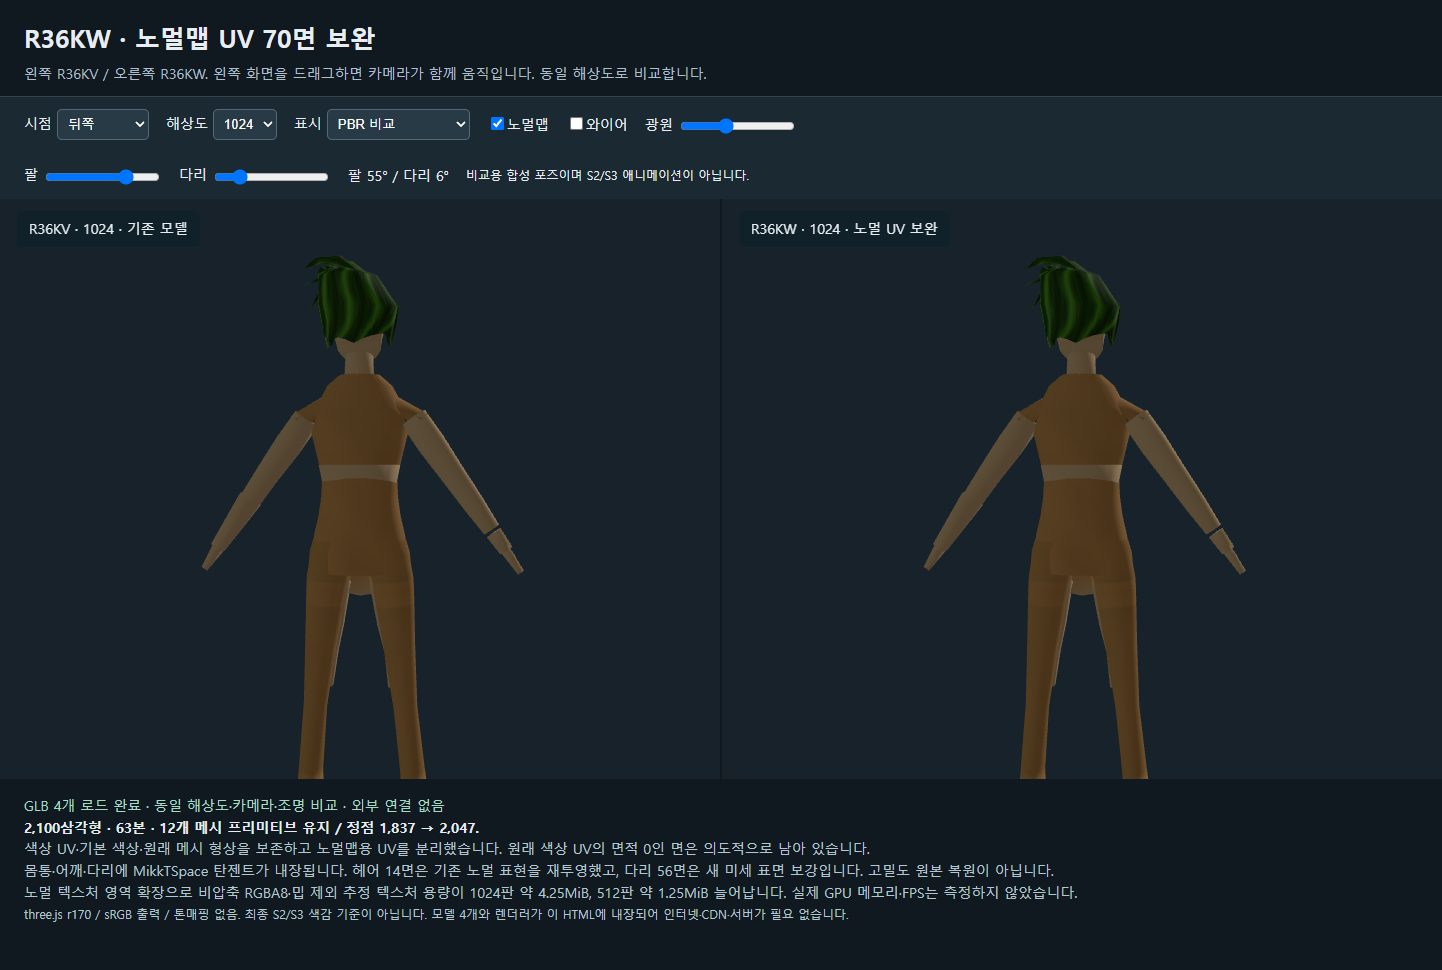 R36KW · 노멀맵 UV 70면 보완
왼쪽 R36KV / 오른쪽 R36KW. 왼쪽 화면을 드래그하면 카메라가 함께 움직입니다. 동일 해상도로 비교합니다.
시점 뒤쪽 해상도 1024 표시 PBR 비교 노멀맵 와이어 광원
팔 다리 팔 55° / 다리 6° 비교용 합성 포즈이며 S2/S3 애니메이션이 아닙니다.
R36KV · 1024 · 기존 모델
R36KW · 1024 · 노멀 UV 보완
GLB 4개 로드 완료 · 동일 해상도·카메라·조명 비교 · 외부 연결 없음
2,100삼각형 · 63본 · 12개 메시 프리미티브 유지 / 정점 1,837 → 2,047.
색상 UV·기본 색상·원래 메시 형상을 보존하고 노멀맵용 UV를 분리했습니다. 원래 색상 UV의 면적 0인 면은 의도적으로 남아 있습니다.
몸통·어깨·다리에 MikkTSpace 탄젠트가 내장됩니다. 헤어 14면은 기존 노멀 표현을 재투영했고, 다리 56면은 새 미세 표면 보강입니다. 고밀도 원본 복원이 아닙니다.
노멀 텍스처 영역 확장으로 비압축 RGBA8·밉 제외 추정 텍스처 용량이 1024판 약 4.25MiB, 512판 약 1.25MiB 늘어납니다. 실제 GPU 메모리·FPS는 측정하지 않았습니다.
three.js r170 / sRGB 출력 / 톤매핑 없음. 최종 S2/S3 색감 기준이 아닙니다. 모델 4개와 렌더러가 이 HTML에 내장되어 인터넷·CDN·서버가 필요 없습니다.